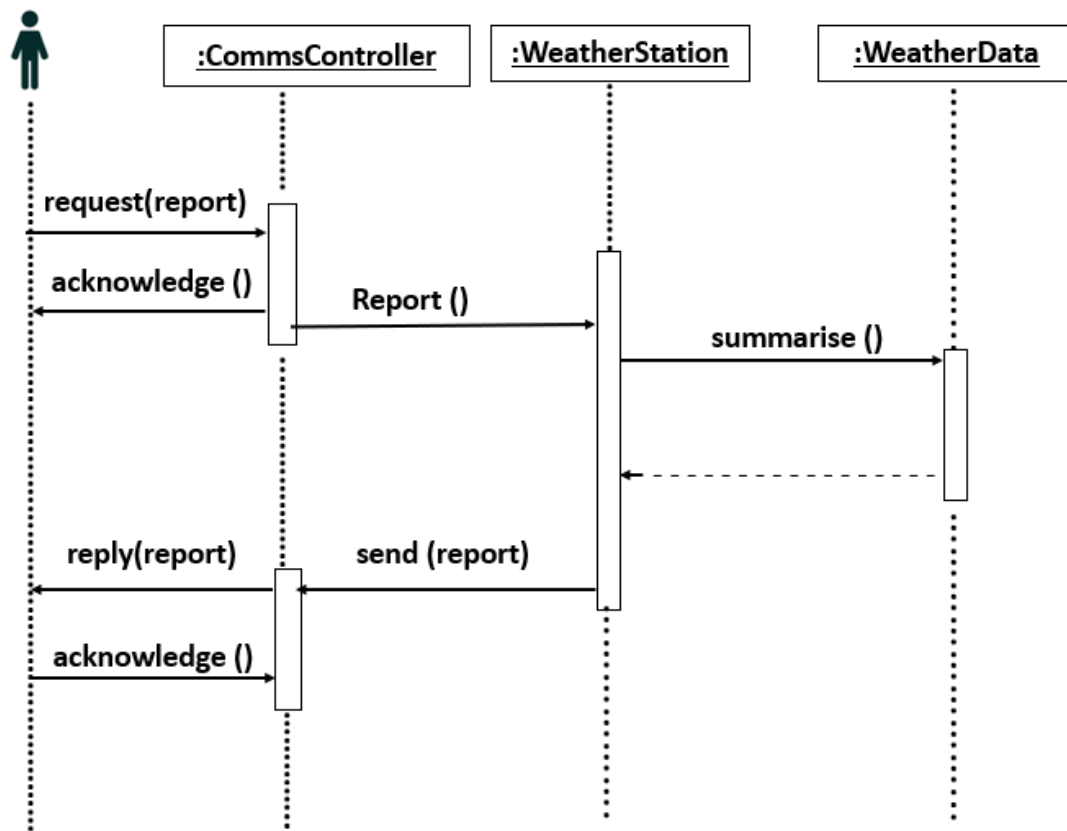 :CommsController
:WeatherStation
:WeatherData
request(report)
acknowledge ()
Report ()
summarise ()
reply(report)
send (report)
acknowledge ()